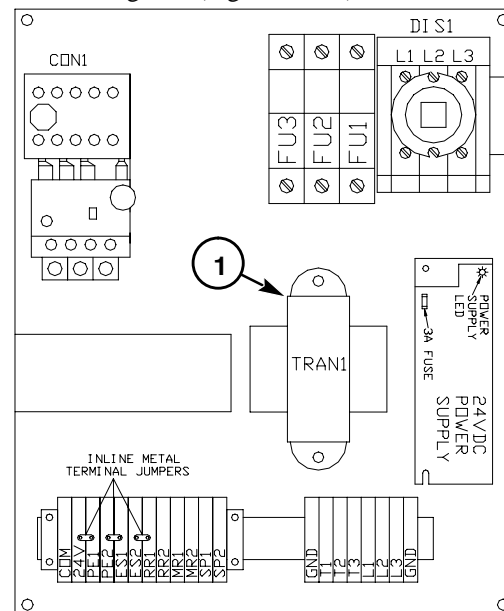 DIS1
CON1
L1 L2 L3
FU3
FU2
FU1
1
POWER
SUPPLY
LED
3A FUSE
TRAN1
24VDC
POWER
SUPPLY
INLINE METAL
TERMINAL JUMPERS
COM
24V
PE1
PE2
ES1
ES2
RR1
RR2
MR1
MR2
SP1
SP2
GND
T1
T2
T3
L1
L2
L3
GND